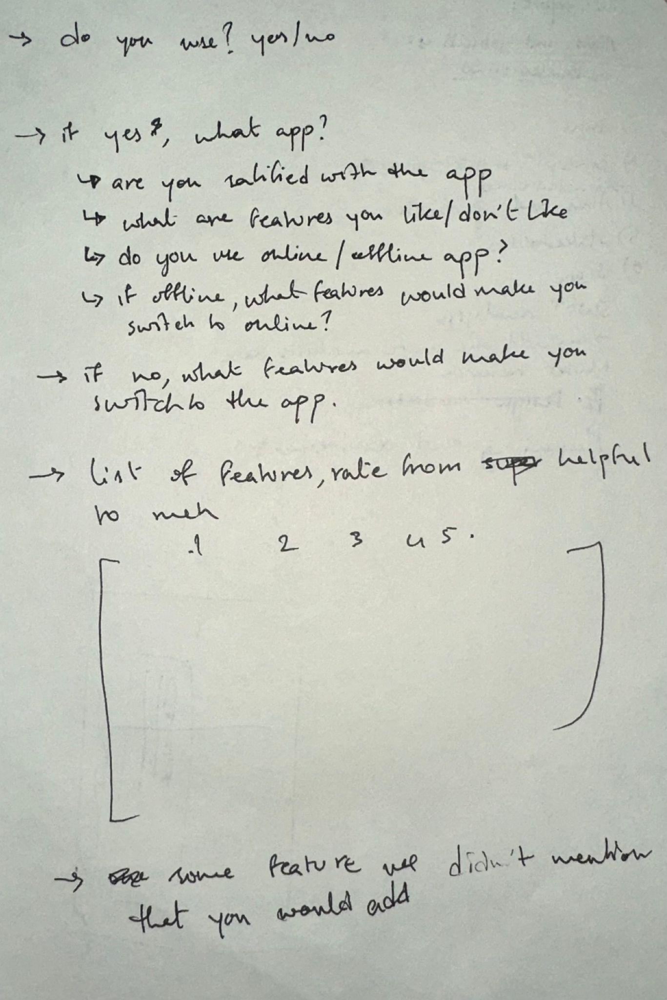 → do you use? yes/no
→ if yes, what app?
↳ are you satified with the app
↳ what are features you like/don't like
↳ do you use online / offline app?
↳ if offline, what features would make you
switch to online?
→ if no, what features would make you
switch to the app.
→ list of features, rate from helpful
to meh
1 2 3 4 5.
→ some feature we didn't mention
that you would add